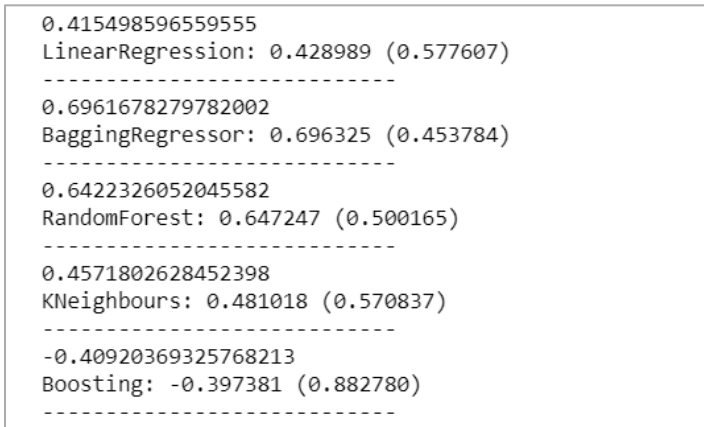 0.415498596559555
LinearRegression: 0.428989 (0.577607)
----------------------------
0.6961678279782002
BaggingRegressor: 0.696325 (0.453784)
----------------------------
0.6422326052045582
RandomForest: 0.647247 (0.500165)
----------------------------
0.4571802628452398
KNeighbours: 0.481018 (0.570837)
----------------------------
-0.40920369325768213
Boosting: -0.397381 (0.882780)
----------------------------